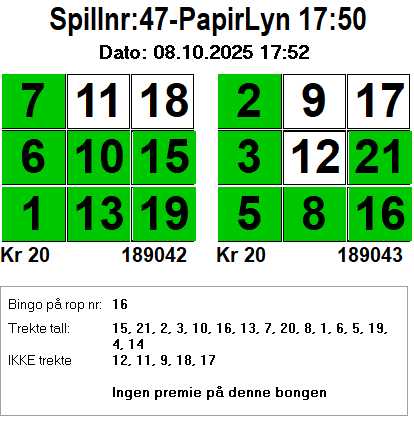 Spillnr:47-PapirLyn 17:50
Dato: 08.10.2025 17:52
7 11 18 2 9 17
6 10 15 3 12 21
1 13 19 5 8 16
Kr 20 189042 Kr 20 189043
Bingo på rop nr: 16
Trekte tall: 15, 21, 2, 3, 10, 16, 13, 7, 20, 8, 1, 6, 5, 19,
4, 14
IKKE trekte 12, 11, 9, 18, 17
Ingen premie på denne bongen